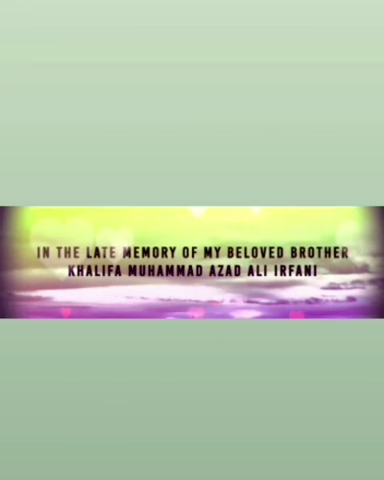 IN THE LATE MEMORY OF MY BELOVED BROTHER
KHALIFA MUHAMMAD AZAD ALI IRFANI